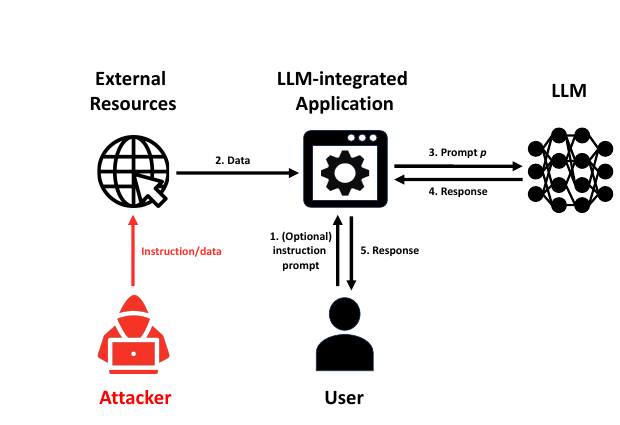 External
Resources
LLM-integrated
Application
LLM
2. Data
3. Prompt p
4. Response
Instruction/data
1. (Optional)
instruction
prompt
5. Response
Attacker
User